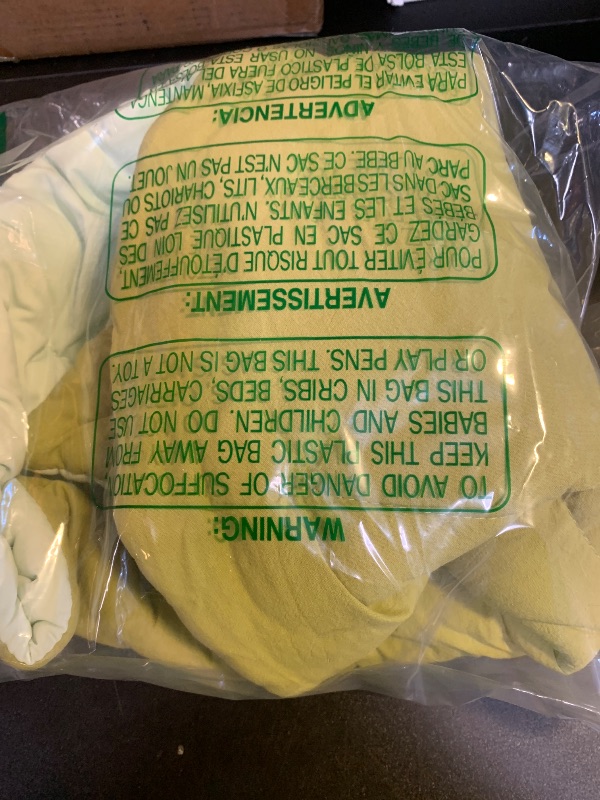 WARNING:
TO AVOID DANGER OF SUFFOCATION
KEEP THIS PLASTIC BAG AWAY FROM
BABIES AND CHILDREN. DO NOT USE
THIS BAG IN CRIBS, BEDS, CARRIAGES
OR PLAY PENS. THIS BAG IS NOT A TOY.
AVERTISSEMENT:
POUR ÉVITER TOUT RISQUE D'ÉTOUFFEMENT,
GARDEZ CE SAC EN PLASTIQUE LOIN DES
BÉBÉS ET LES ENFANTS. N'UTILISEZ PAS CE
SAC DANS LES BERCEAUX, LITS, CHARIOTS OU
PARC AU BEBE. CE SAC N'EST PAS UN JOUET.
ADVERTENCIA:
PARA EVITAR EL PELIGRO DE ASFIXIA, MANTENGA
ESTA BOLSA DE PLASTICO FUERA DEL
NO USAR ESTA